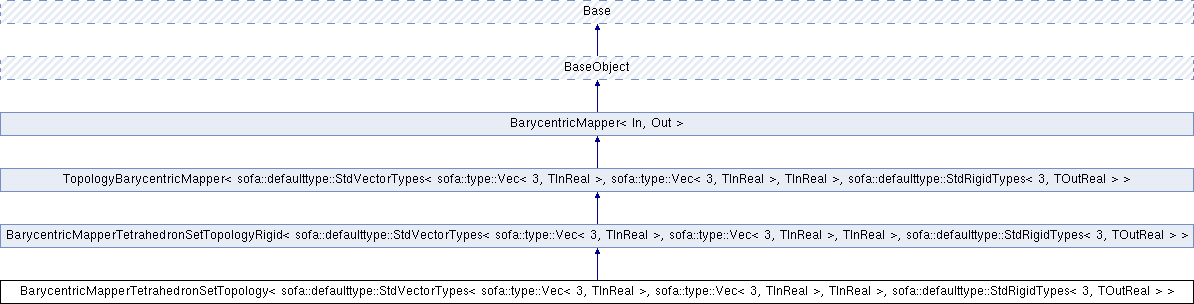 Base
BaseObject
BarycentricMapper< In, Out >
TopologyBarycentricMapper< sofa::defaulttype::StdVectorTypes< sofa::type::Vec< 3, TInReal >, sofa::type::Vec< 3, TInReal >, TInReal >, sofa::defaulttype::StdRigidTypes< 3, TOutReal > >
BarycentricMapperTetrahedronSetTopologyRigid< sofa::defaulttype::StdVectorTypes< sofa::type::Vec< 3, TInReal >, sofa::type::Vec< 3, TInReal >, TInReal >, sofa::defaulttype::StdRigidTypes< 3, TOutReal > >
BarycentricMapperTetrahedronSetTopology< sofa::defaulttype::StdVectorTypes< sofa::type::Vec< 3, TInReal >, sofa::type::Vec< 3, TInReal >, TInReal >, sofa::defaulttype::StdRigidTypes< 3, TOutReal > >